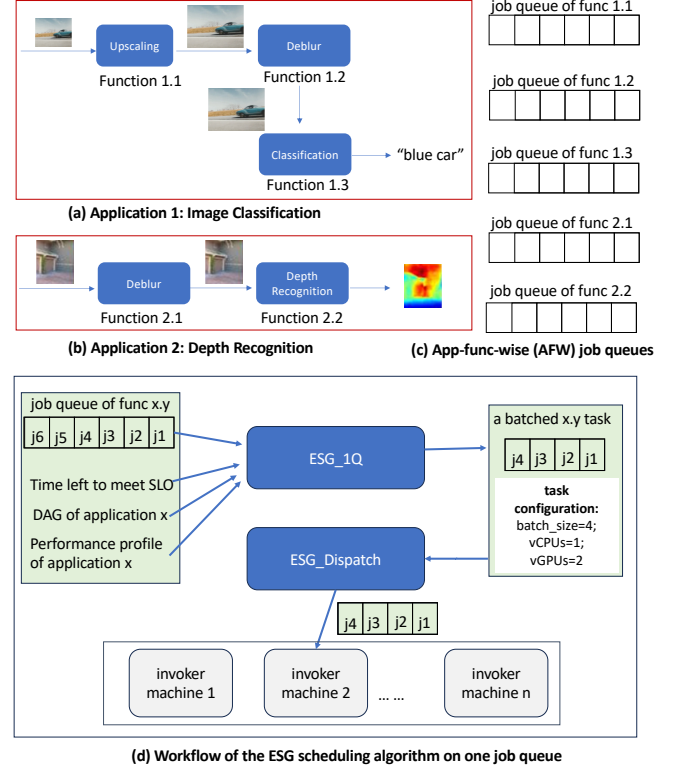 Upscaling
Function 1.1
Deblur
Function 1.2
Classification
Function 1.3
“blue car”
(a) Application 1: Image Classification
Deblur
Function 2.1
Depth
Recognition
Function 2.2
(b) Application 2: Depth Recognition
job queue of func 1.1
job queue of func 1.2
job queue of func 1.3
job queue of func 2.1
job queue of func 2.2
(c) App-func-wise (AFW) job queues
job queue of func x.y
j6 j5 j4 j3 j2 j1
Time left to meet SLO
DAG of application x
Performance profile
of application x
ESG_1Q
a batched x.y task
j4 j3 j2 j1
task
configuration:
batch_size=4;
vCPUs=1;
vGPUs=2
ESG_Dispatch
j4 j3 j2 j1
invoker
machine 1
invoker
machine 2
... ...
invoker
machine n
(d) Workflow of the ESG scheduling algorithm on one job queue